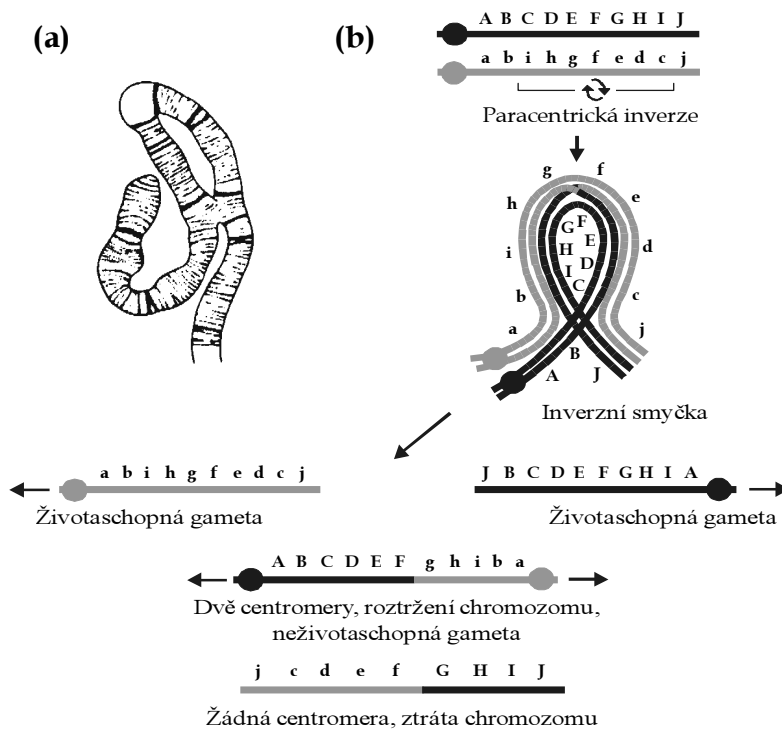 (a)
(b)
A B C D E F G H I J
a b i h g f e d c j
Paracentrická inverze
g f
h e
G F
E
H
i d
D
I
C
b c
a j
B
A J
Inverzní smyčka
a b i h g f e d c j
Životaschopná gameta
J B C D E F G H I A
Životaschopná gameta
A B C D E F g h i b a
Dvě centromery, roztržení chromozomu,
neživotaschopná gameta
j c d e f G H I J
Žádná centromera, ztráta chromozomu